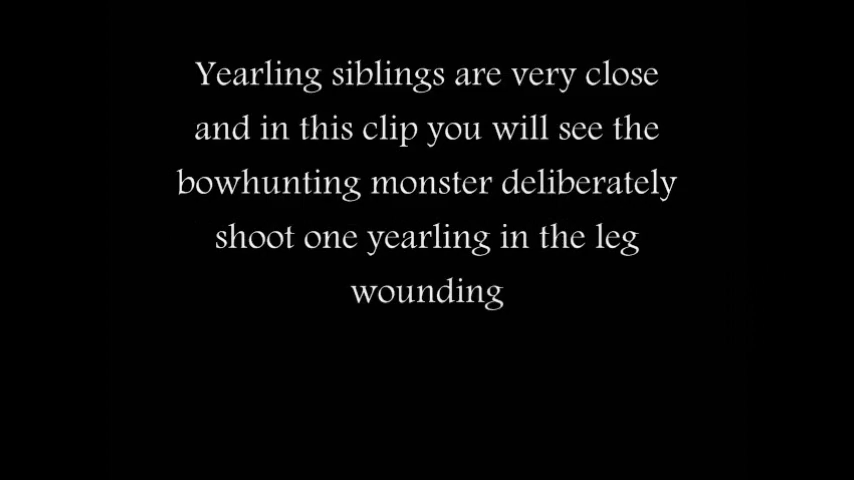 Yearling siblings are very close
and in this clip you will see the
bowhunting monster deliberately
shoot one yearling in the leg
wounding